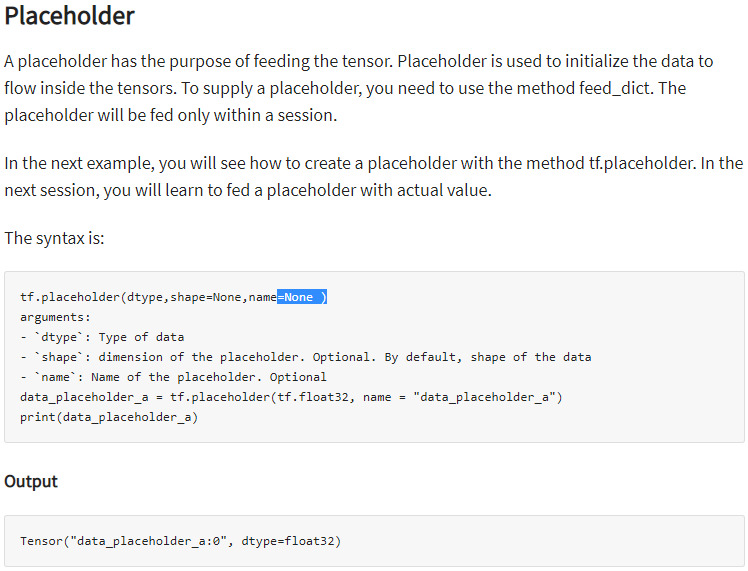 Placeholder
A placeholder has the purpose of feeding the tensor. Placeholder is used to initialize the data to
flow inside the tensors. To supply a placeholder, you need to use the method feed_dict. The
placeholder will be fed only within a session.
In the next example, you will see how to create a placeholder with the method tf.placeholder. In the
next session, you will learn to fed a placeholder with actual value.
The syntax is:
tf.placeholder(dtype,shape=None,name=None )
arguments:
- `dtype`: Type of data
- `shape`: dimension of the placeholder. Optional. By default, shape of the data
- `name`: Name of the placeholder. Optional
data_placeholder_a = tf.placeholder(tf.float32, name = "data_placeholder_a")
print(data_placeholder_a)
Output
Tensor("data_placeholder_a:0", dtype=float32)